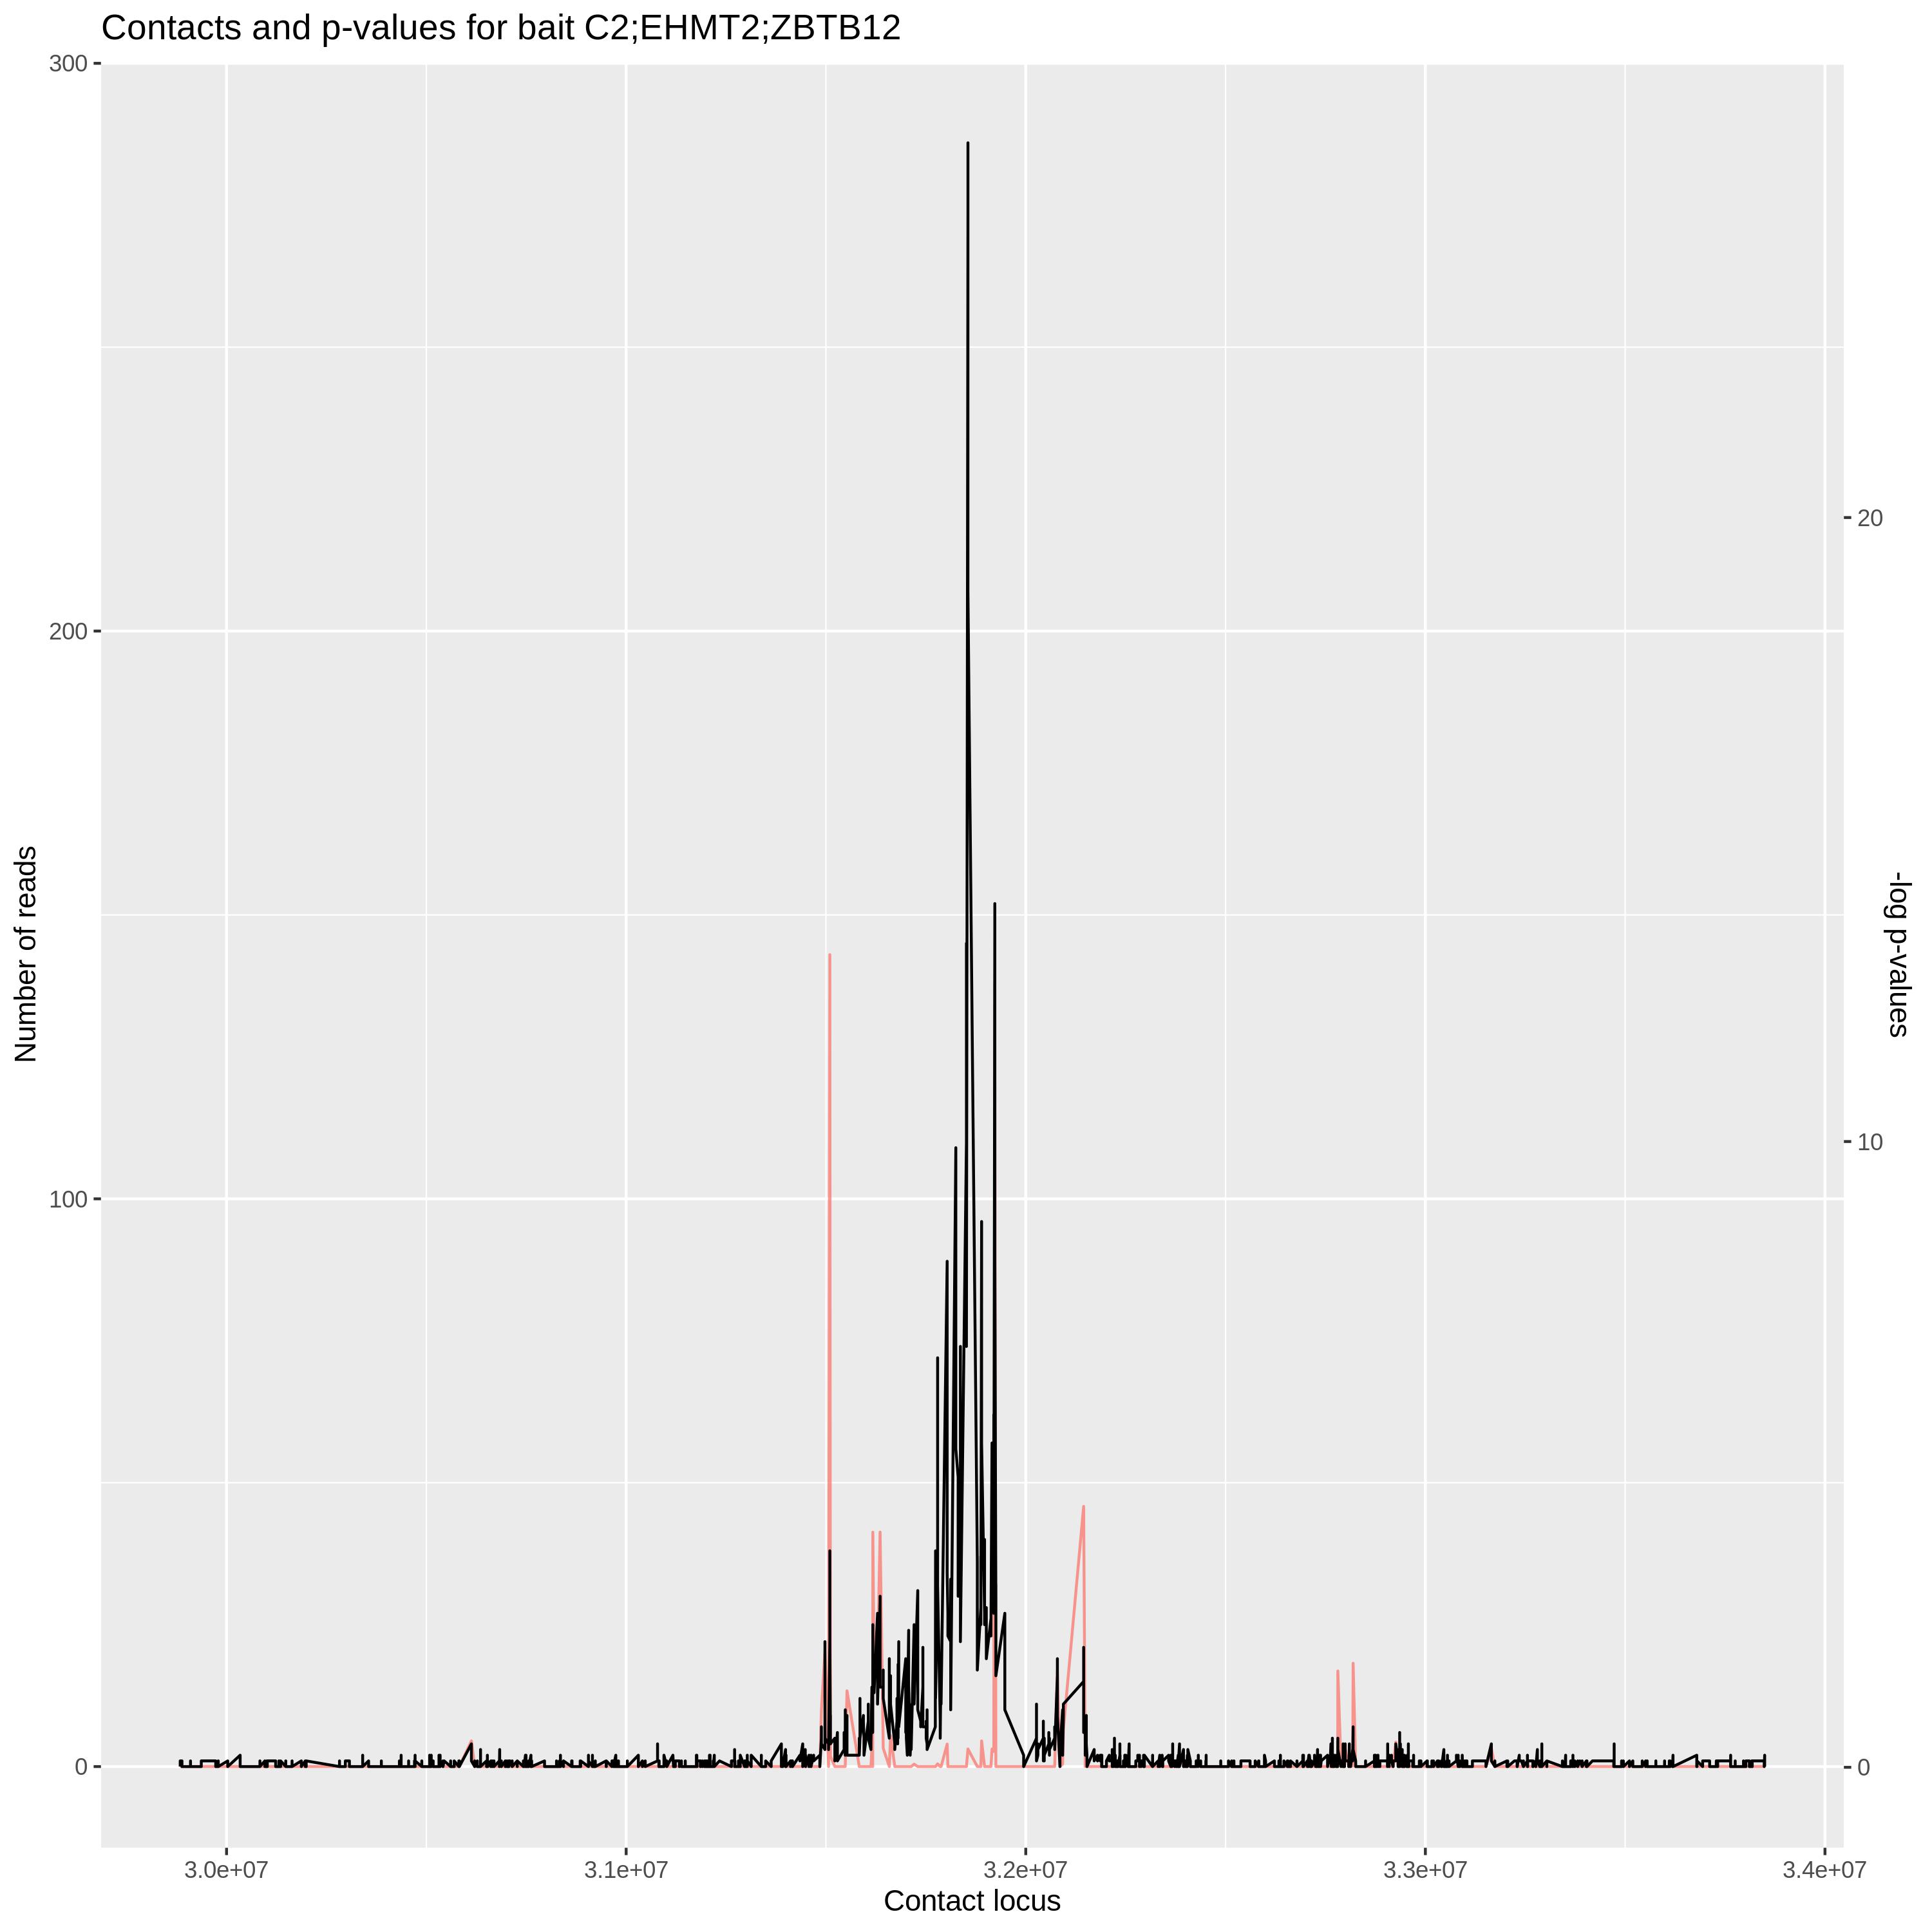 Contacts and p-values for bait C2;EHMT2;ZBTB12
300
200
100
0
Number of reads
20
10
0
-log p-values
3.0e+07
3.1e+07
3.2e+07
3.3e+07
3.4e+07
Contact locus